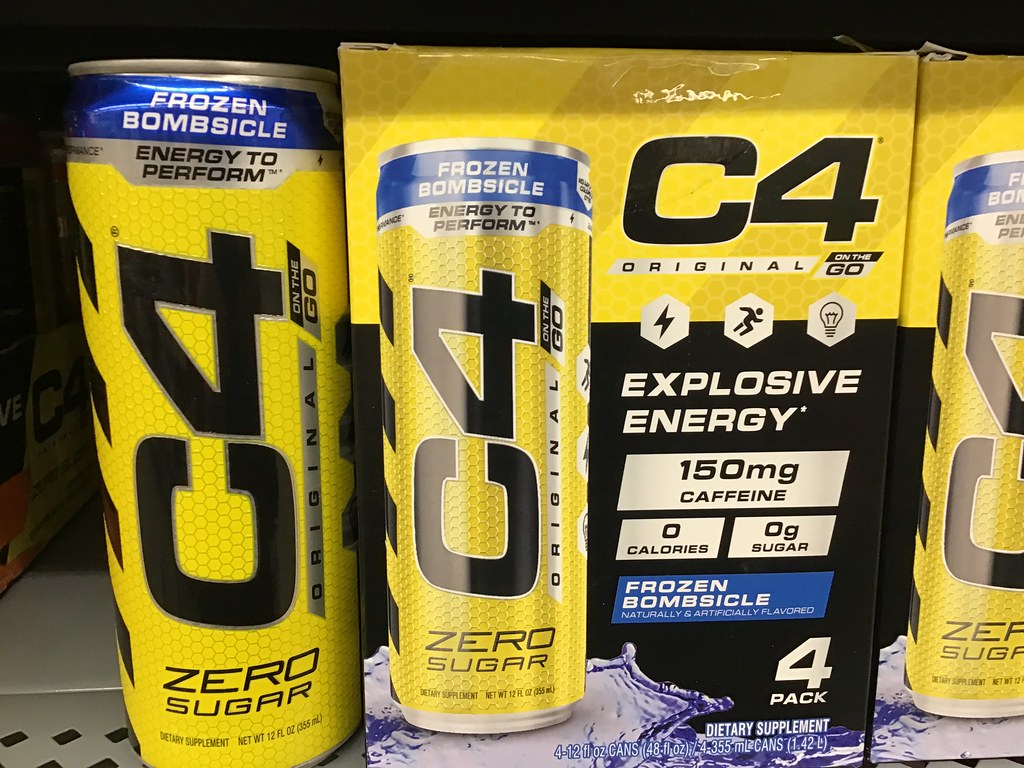 FROZEN
BOMBSICLE
ENERGY TO
PERFORM™*
C4®
ORIGINAL
ON THE
GO
ZERO
SUGAR
DIETARY SUPPLEMENT NET WT 12 FL OZ (355 mL)
FROZEN
BOMBSICLE
ENERGY TO
PERFORM™*
C4®
ORIGINAL
ON THE
GO
ZERO
SUGAR
DIETARY SUPPLEMENT NET WT 12 FL OZ (355 mL)
C4®
ORIGINAL
ON THE
GO
EXPLOSIVE
ENERGY*
150mg
CAFFEINE
0
CALORIES
0g
SUGAR
FROZEN
BOMBSICLE
NATURALLY & ARTIFICIALLY FLAVORED
4
PACK
DIETARY SUPPLEMENT
4-12 fl oz CANS (48 fl oz) / 4-355 mL CANS (1.42 L)
C4